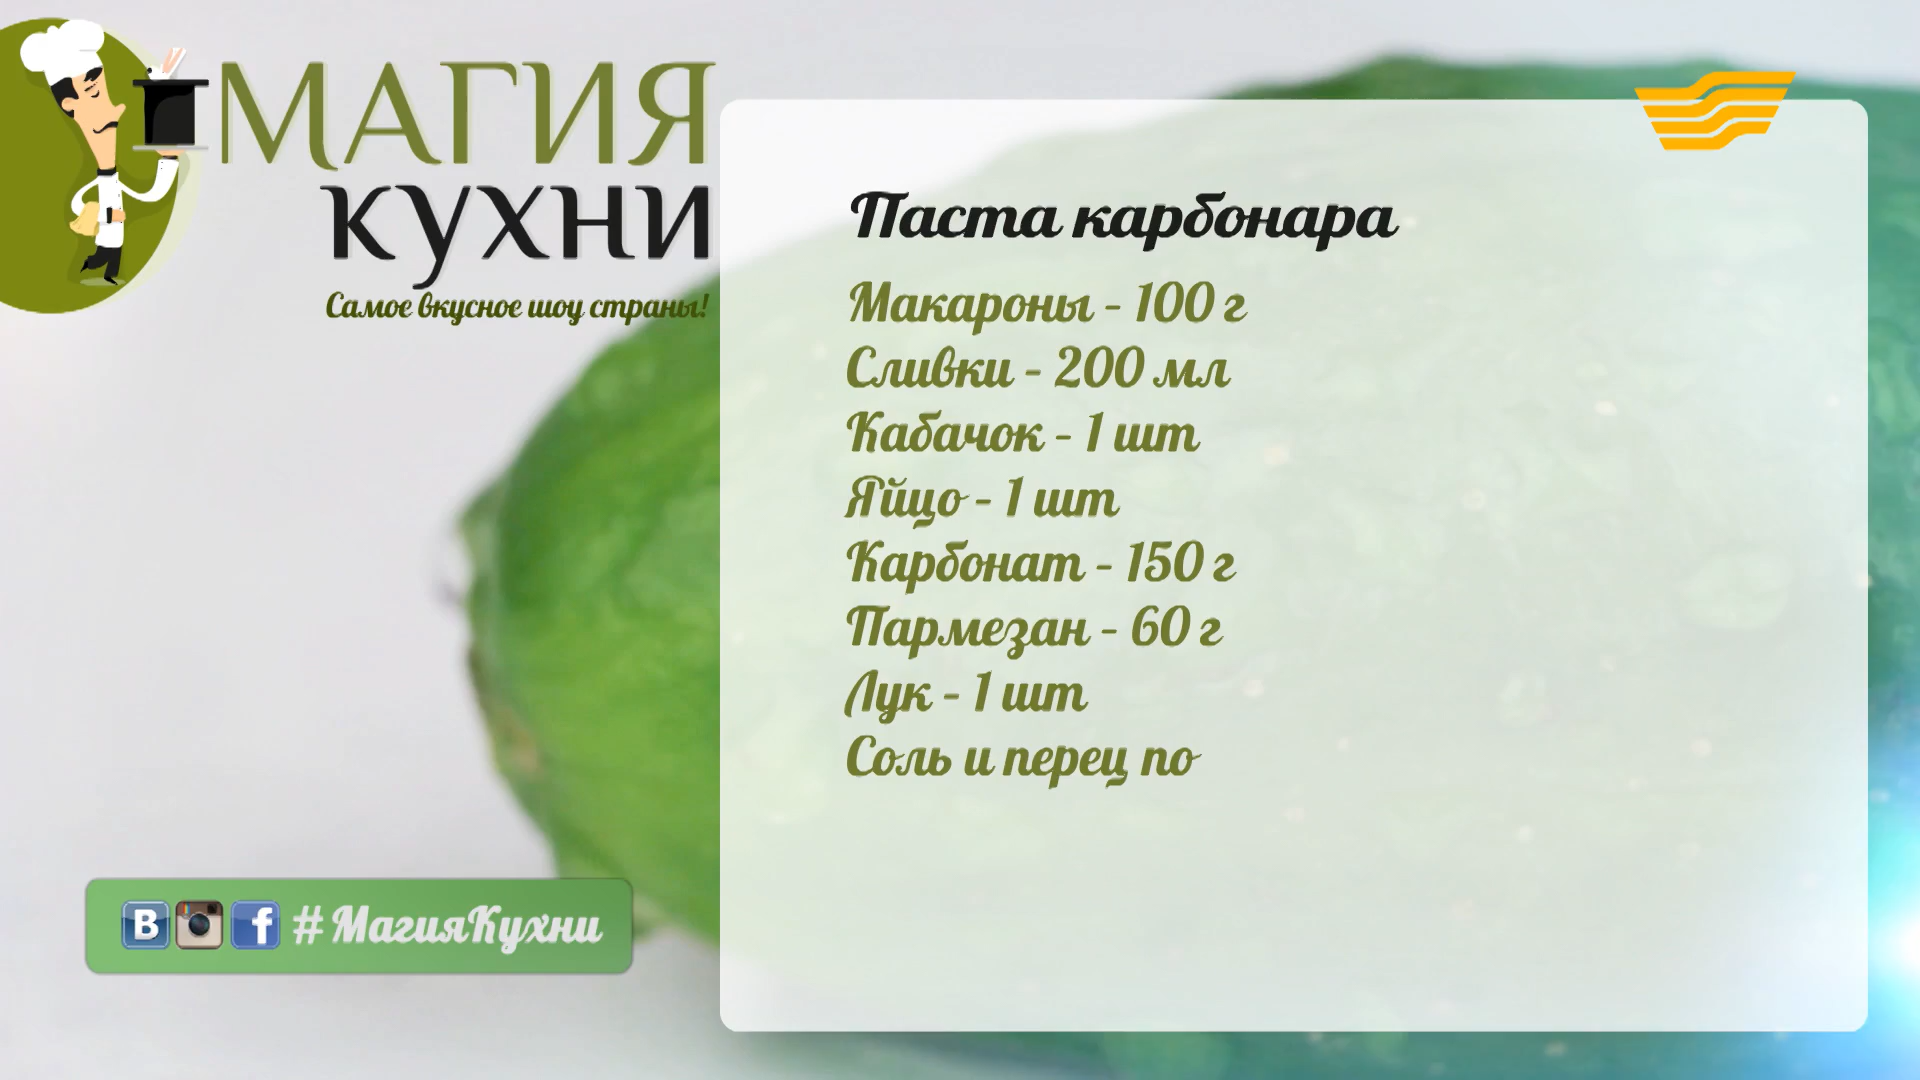 МАГИЯ
КУХНИ
Самое вкусное шоу страны!
Паста карбонара
Макароны - 100 г
Сливки - 200 мл
Кабачок - 1 шт
Яйцо - 1 шт
Карбонат - 150 г
Пармезан - 60 г
Лук - 1 шт
Соль и перец по
# МагияКухни